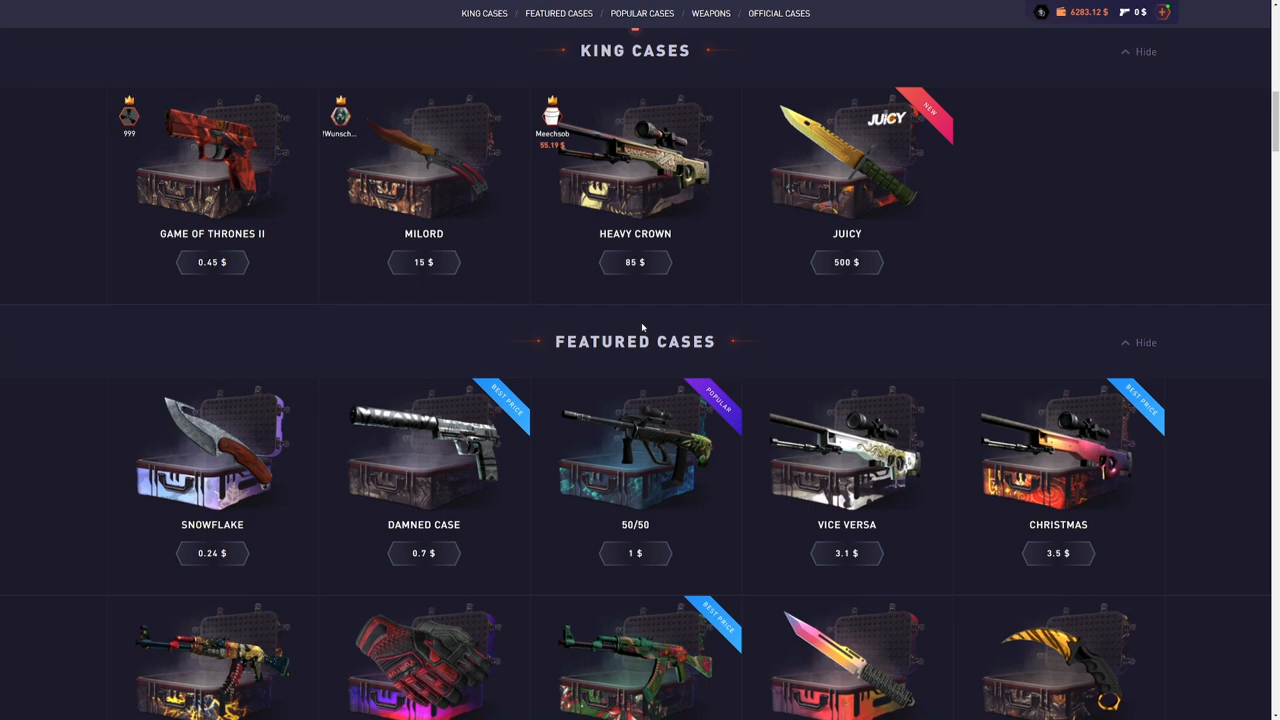 KING CASES / FEATURED CASES / POPULAR CASES / WEAPONS / OFFICIAL CASES
6283.12 $
0 $
KING CASES
Hide
999
!Wunsch...
Meechsob
55.19 $
JUICY
NEW
GAME OF THRONES II
MILORD
HEAVY CROWN
JUICY
0.45 $
15 $
85 $
500 $
FEATURED CASES
Hide
BEST PRICE
POPULAR
BEST PRICE
SNOWFLAKE
DAMNED CASE
50/50
VICE VERSA
CHRISTMAS
0.24 $
0.7 $
1 $
3.1 $
3.5 $
BEST PRICE